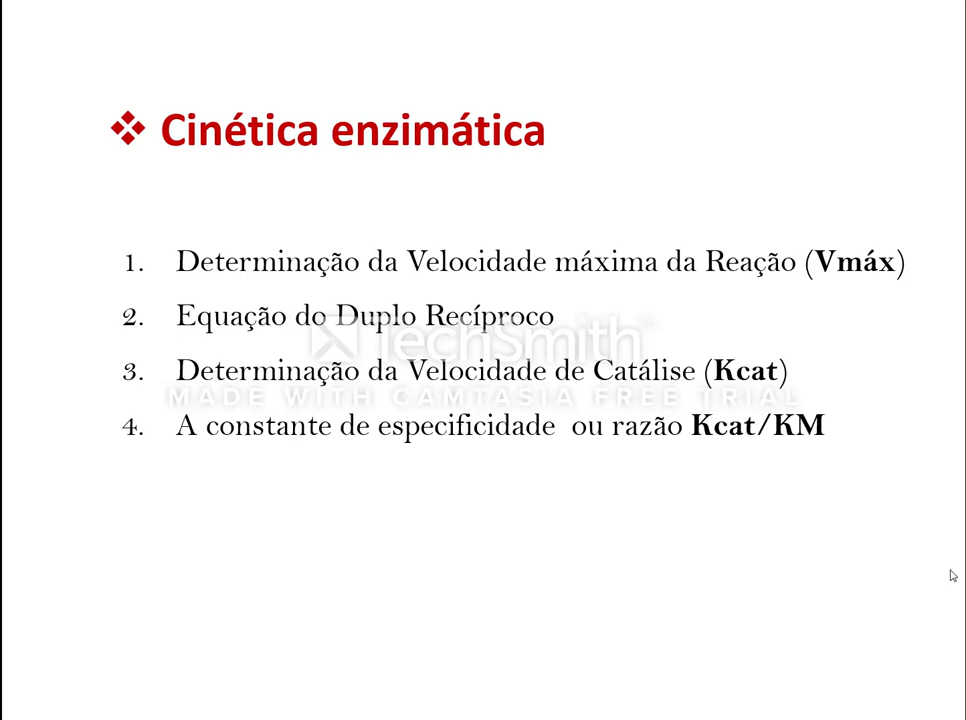 ❖ Cinética enzimática
1. Determinação da Velocidade máxima da Reação (Vmáx)
2. Equação do Duplo Recíproco
TechSmith
3. Determinação da Velocidade de Catálise (Kcat)
MADE WITH CAMTASIA FREE TRIAL
4. A constante de especificidade ou razão Kcat/KM